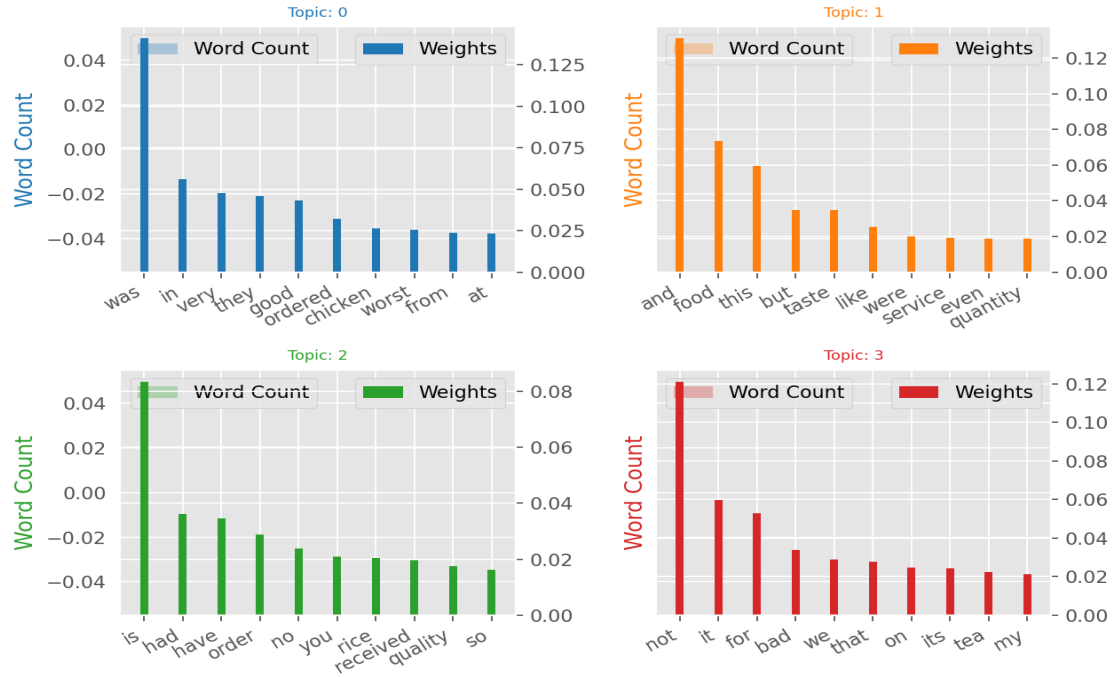 Topic: 0
Word Count Weights
Word Count
0.04
0.02
0.00
−0.02
−0.04
0.125
0.100
0.075
0.050
0.025
0.000
was in very they good ordered chicken worst from at
Topic: 1
Word Count Weights
Word Count
0.12
0.10
0.08
0.06
0.04
0.02
0.00
and food this but taste like were service even quantity
Topic: 2
Word Count Weights
Word Count
0.04
0.02
0.00
−0.02
−0.04
0.08
0.06
0.04
0.02
0.00
is had have order no you rice received quality so
Topic: 3
Word Count Weights
Word Count
0.12
0.10
0.08
0.06
0.04
0.02
0.00
not it for bad we that on its tea my